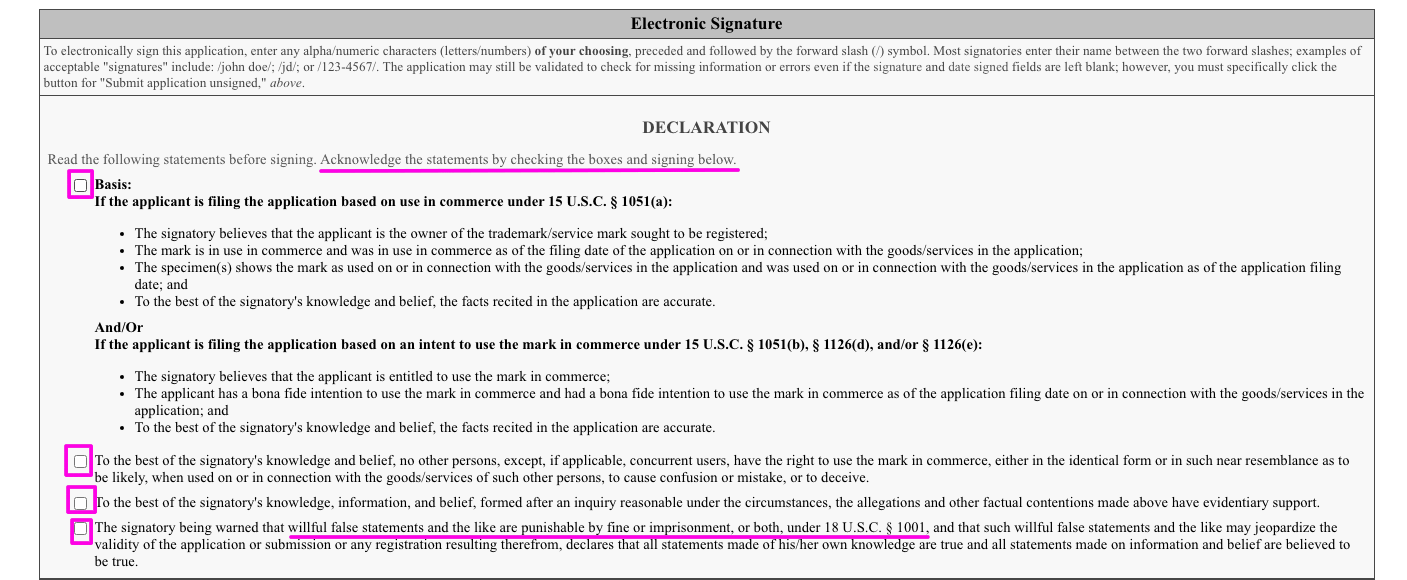 Electronic Signature
To electronically sign this application, enter any alpha/numeric characters (letters/numbers) of your choosing, preceded and followed by the forward slash (/) symbol. Most signatories enter their name between the two forward slashes; examples of
acceptable "signatures" include: /john doe/; /jd/; or /123-4567/. The application may still be validated to check for missing information or errors even if the signature and date signed fields are left blank; however, you must specifically click the
button for "Submit application unsigned," above.
DECLARATION
Read the following statements before signing. Acknowledge the statements by checking the boxes and signing below.
Basis:
If the applicant is filing the application based on use in commerce under 15 U.S.C. § 1051(a):
• The signatory believes that the applicant is the owner of the trademark/service mark sought to be registered;
• The mark is in use in commerce and was in use in commerce as of the filing date of the application on or in connection with the goods/services in the application;
• The specimen(s) shows the mark as used on or in connection with the goods/services in the application and was used on or in connection with the goods/services in the application as of the application filing
date; and
• To the best of the signatory's knowledge and belief, the facts recited in the application are accurate.
And/Or
If the applicant is filing the application based on an intent to use the mark in commerce under 15 U.S.C. § 1051(b), § 1126(d), and/or § 1126(e):
• The signatory believes that the applicant is entitled to use the mark in commerce;
• The applicant has a bona fide intention to use the mark in commerce and had a bona fide intention to use the mark in commerce as of the application filing date on or in connection with the goods/services in the
application; and
• To the best of the signatory's knowledge and belief, the facts recited in the application are accurate.
To the best of the signatory's knowledge and belief, no other persons, except, if applicable, concurrent users, have the right to use the mark in commerce, either in the identical form or in such near resemblance as to
be likely, when used on or in connection with the goods/services of such other persons, to cause confusion or mistake, or to deceive.
To the best of the signatory's knowledge, information, and belief, formed after an inquiry reasonable under the circumstances, the allegations and other factual contentions made above have evidentiary support.
The signatory being warned that willful false statements and the like are punishable by fine or imprisonment, or both, under 18 U.S.C. § 1001, and that such willful false statements and the like may jeopardize the
validity of the application or submission or any registration resulting therefrom, declares that all statements made of his/her own knowledge are true and all statements made on information and belief are believed to
be true.